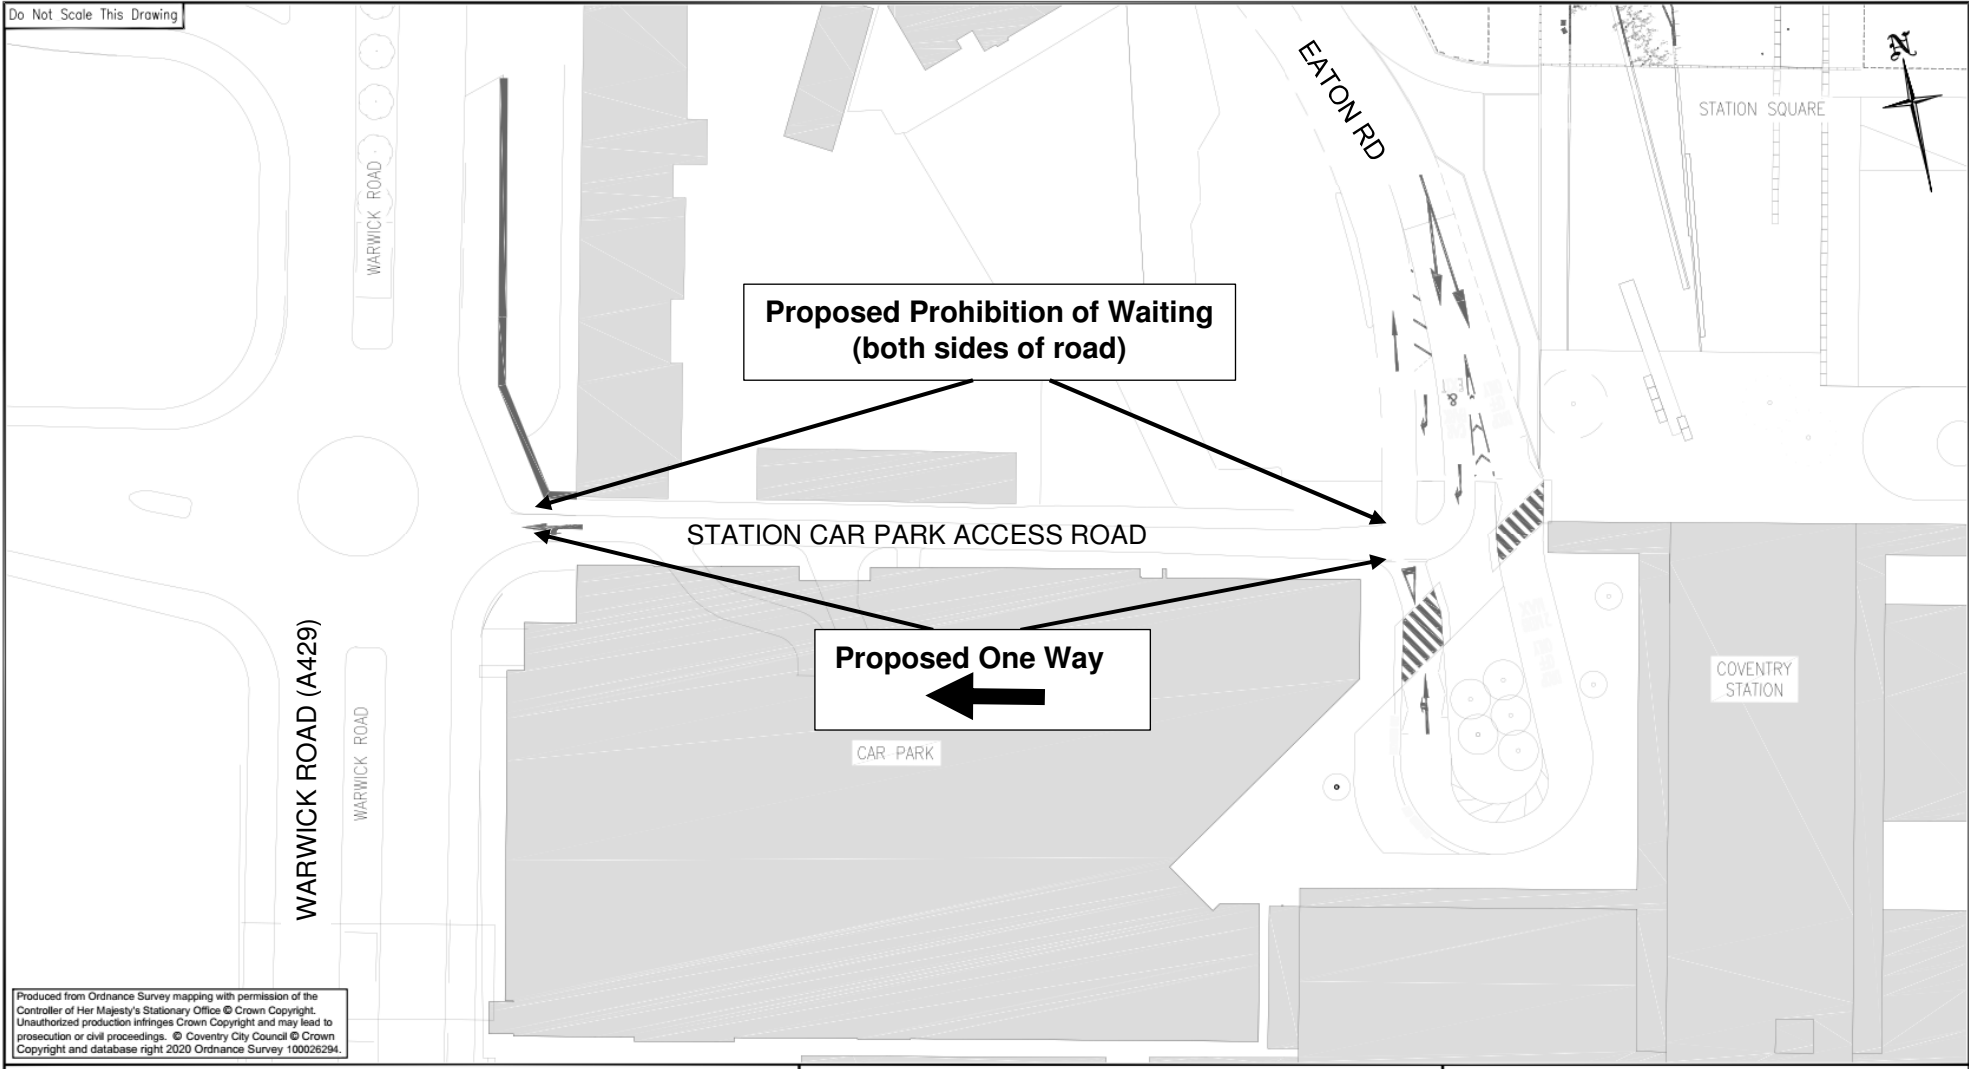 Do Not Scale This Drawing
EATON RD
N
STATION SQUARE
WARWICK ROAD
Proposed Prohibition of Waiting
(both sides of road)
STATION CAR PARK ACCESS ROAD
Proposed One Way
WARWICK ROAD (A429)
WARWICK ROAD
CAR PARK
COVENTRY
STATION
Produced from Ordnance Survey mapping with permission of the
Controller of Her Majesty's Stationary Office © Crown Copyright.
Unauthorized production infringes Crown Copyright and may lead to
prosecution or civil proceedings. © Coventry City Council © Crown
Copyright and database right 2020 Ordnance Survey 100026294.